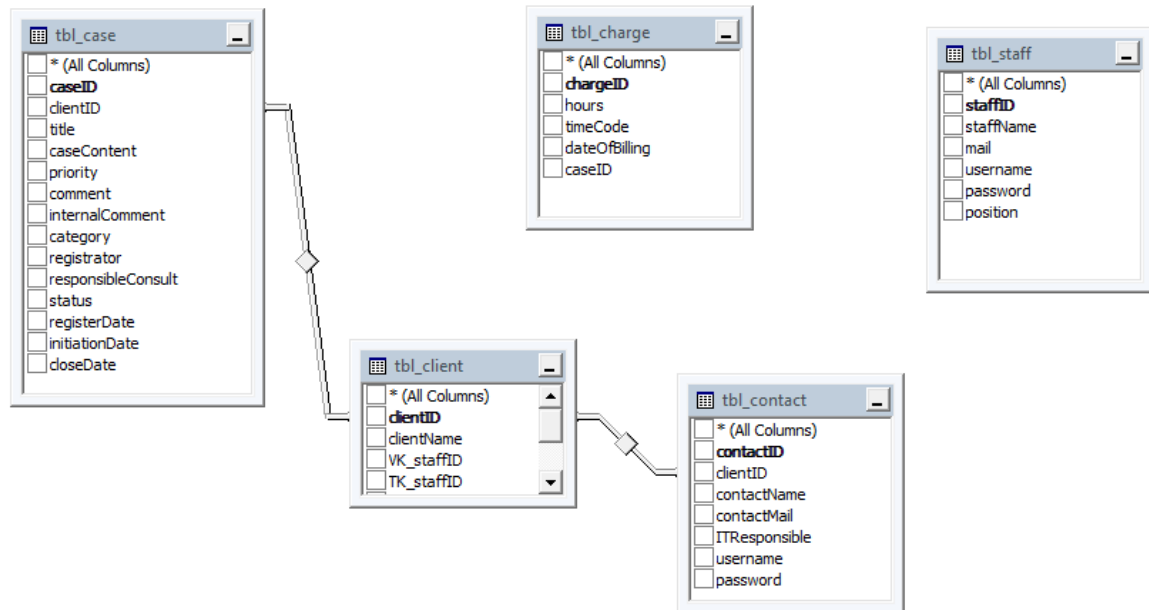 tbl_case
* (All Columns)
caseID
clientID
title
caseContent
priority
comment
internalComment
category
registrator
responsibleConsult
status
registerDate
initiationDate
closeDate
tbl_charge
* (All Columns)
chargeID
hours
timeCode
dateOfBilling
caseID
tbl_staff
* (All Columns)
staffID
staffName
mail
username
password
position
tbl_client
* (All Columns)
clientID
clientName
VK_staffID
TK_staffID
tbl_contact
* (All Columns)
contactID
clientID
contactName
contactMail
ITResponsible
username
password